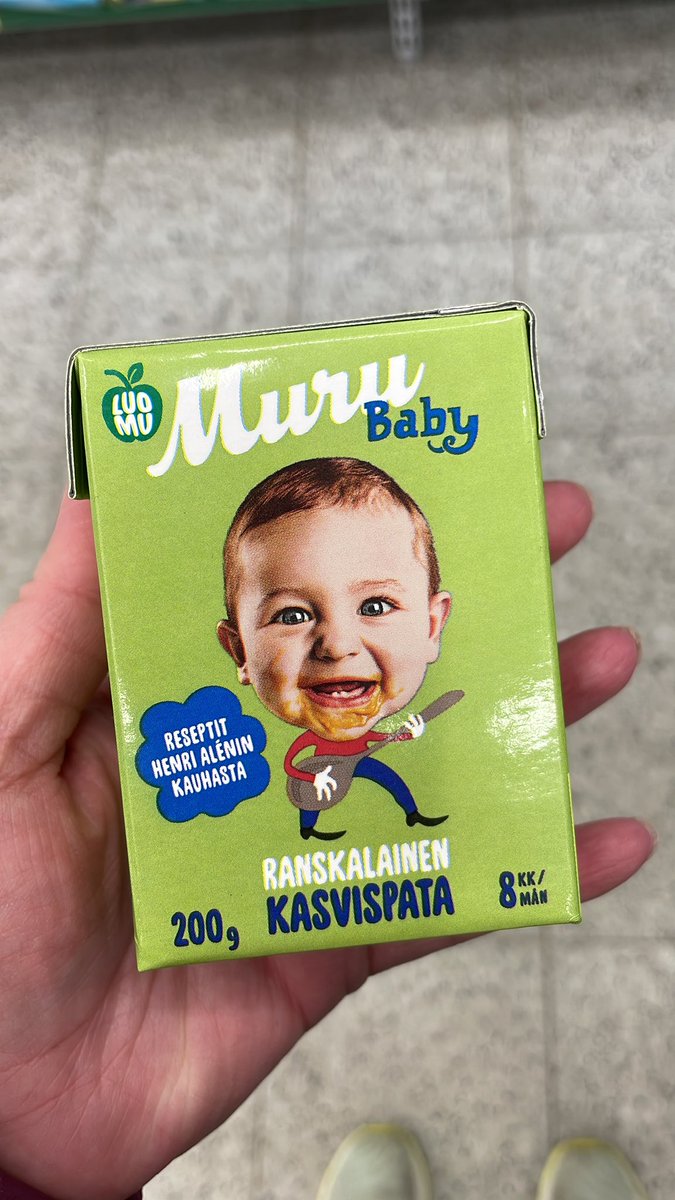 LUO
MU
Muru
Baby
RESEPTIT
HENRI ALÉNIN
KAUHASTA
RANSKALAINEN
KASVISPATA
200g
8 KK/
MÅN